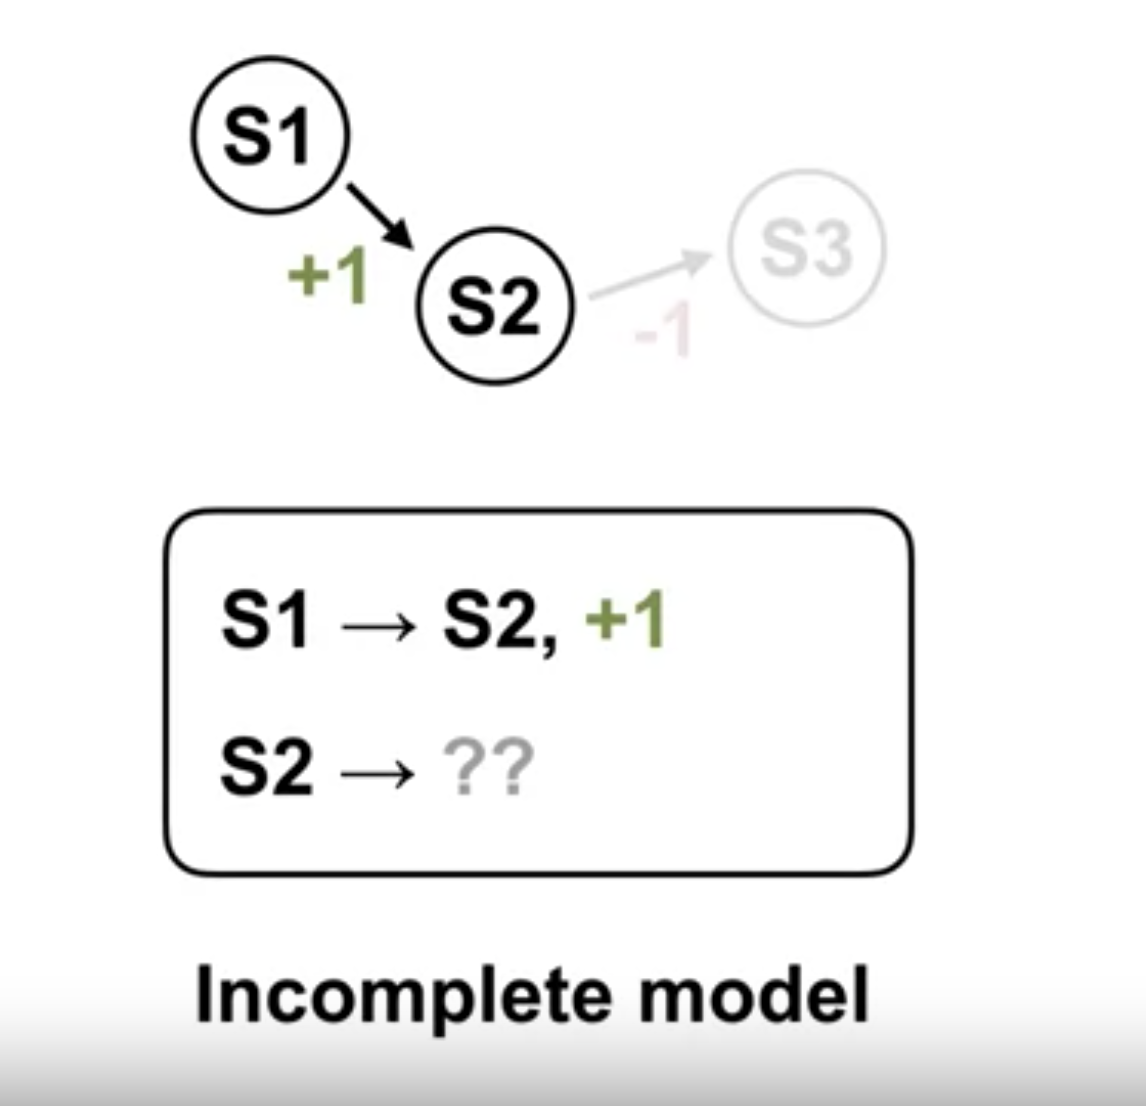 S1
+1
S2
S3
-1
S1 → S2, +1
S2 → ??
Incomplete model